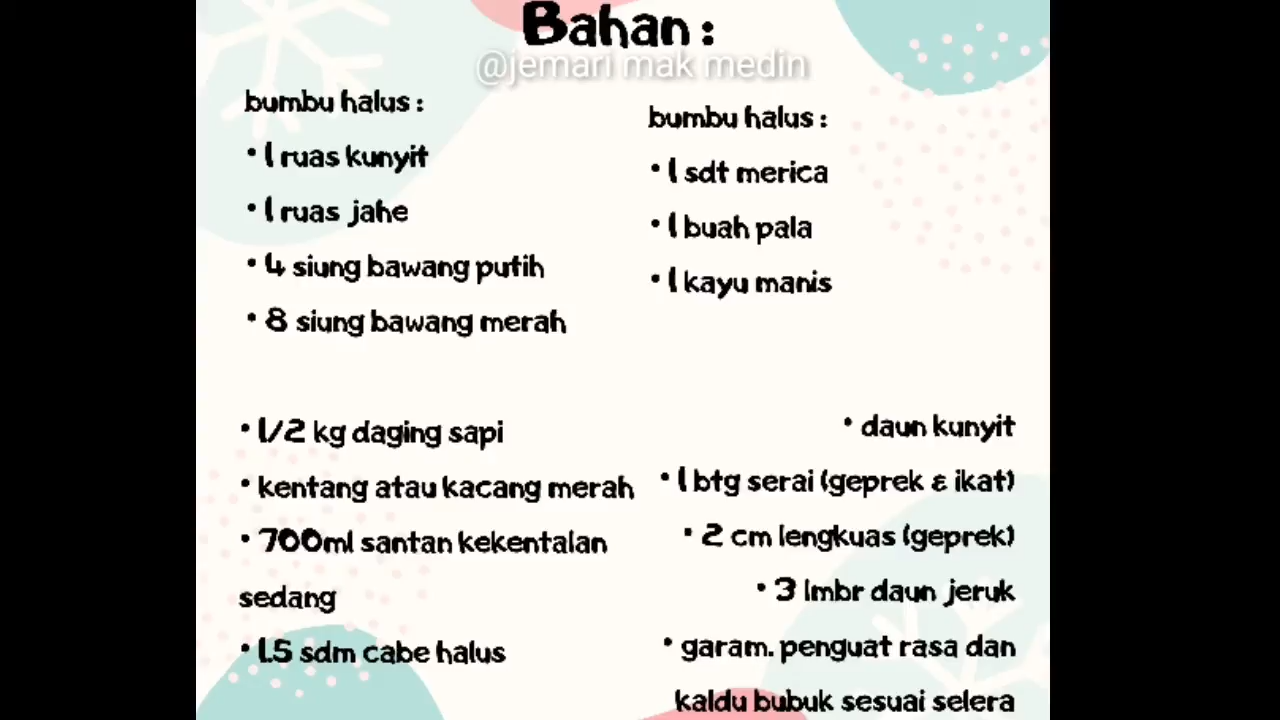 Bahan :
@jemari mak medin
bumbu halus :
• 1 ruas kunyit
• 1 ruas jahe
• 4 siung bawang putih
• 8 siung bawang merah
bumbu halus :
• 1 sdt merica
• 1 buah pala
• 1 kayu manis
• 1/2 kg daging sapi
• kentang atau kacang merah
• 700ml santan kekentalan
sedang
• 1.5 sdm cabe halus
• daun kunyit
• 1 btg serai (geprek & ikat)
• 2 cm lengkuas (geprek)
• 3 lmbr daun jeruk
• garam. penguat rasa dan
kaldu bubuk sesuai selera